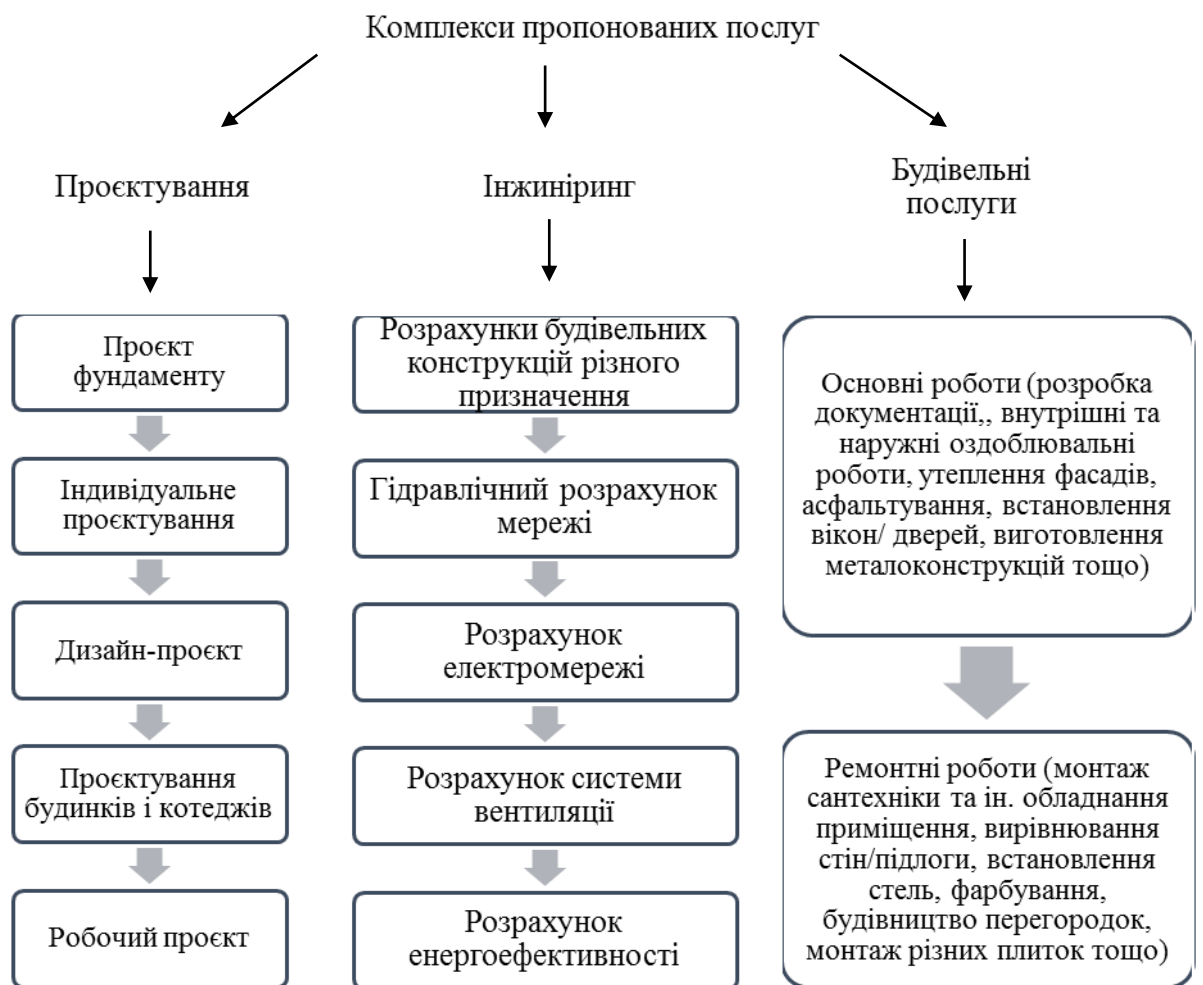 Комплекси пропонованих послуг
Проєктування
Інжиніринг
Будівельні
послуги
Проєкт
фундаменту
Індивідуальне
проєктування
Дизайн-проєкт
Проєктування
будинків і котеджів
Робочий проєкт
Розрахунки будівельних
конструкцій різного
призначення
Гідравлічний розрахунок
мережі
Розрахунок
електромережі
Розрахунок системи
вентиляції
Розрахунок
енергоефективності
Основні роботи (розробка
документації,, внутрішні та
наружні оздоблювальні
роботи, утеплення фасадів,
асфальтування, встановлення
вікон/ дверей, виготовлення
металоконструкцій тощо)
Ремонтні роботи (монтаж
сантехніки та ін. обладнання
приміщення, вирівнювання
стін/підлоги, встановлення
стель, фарбування,
будівництво перегородок,
монтаж різних плиток тощо)